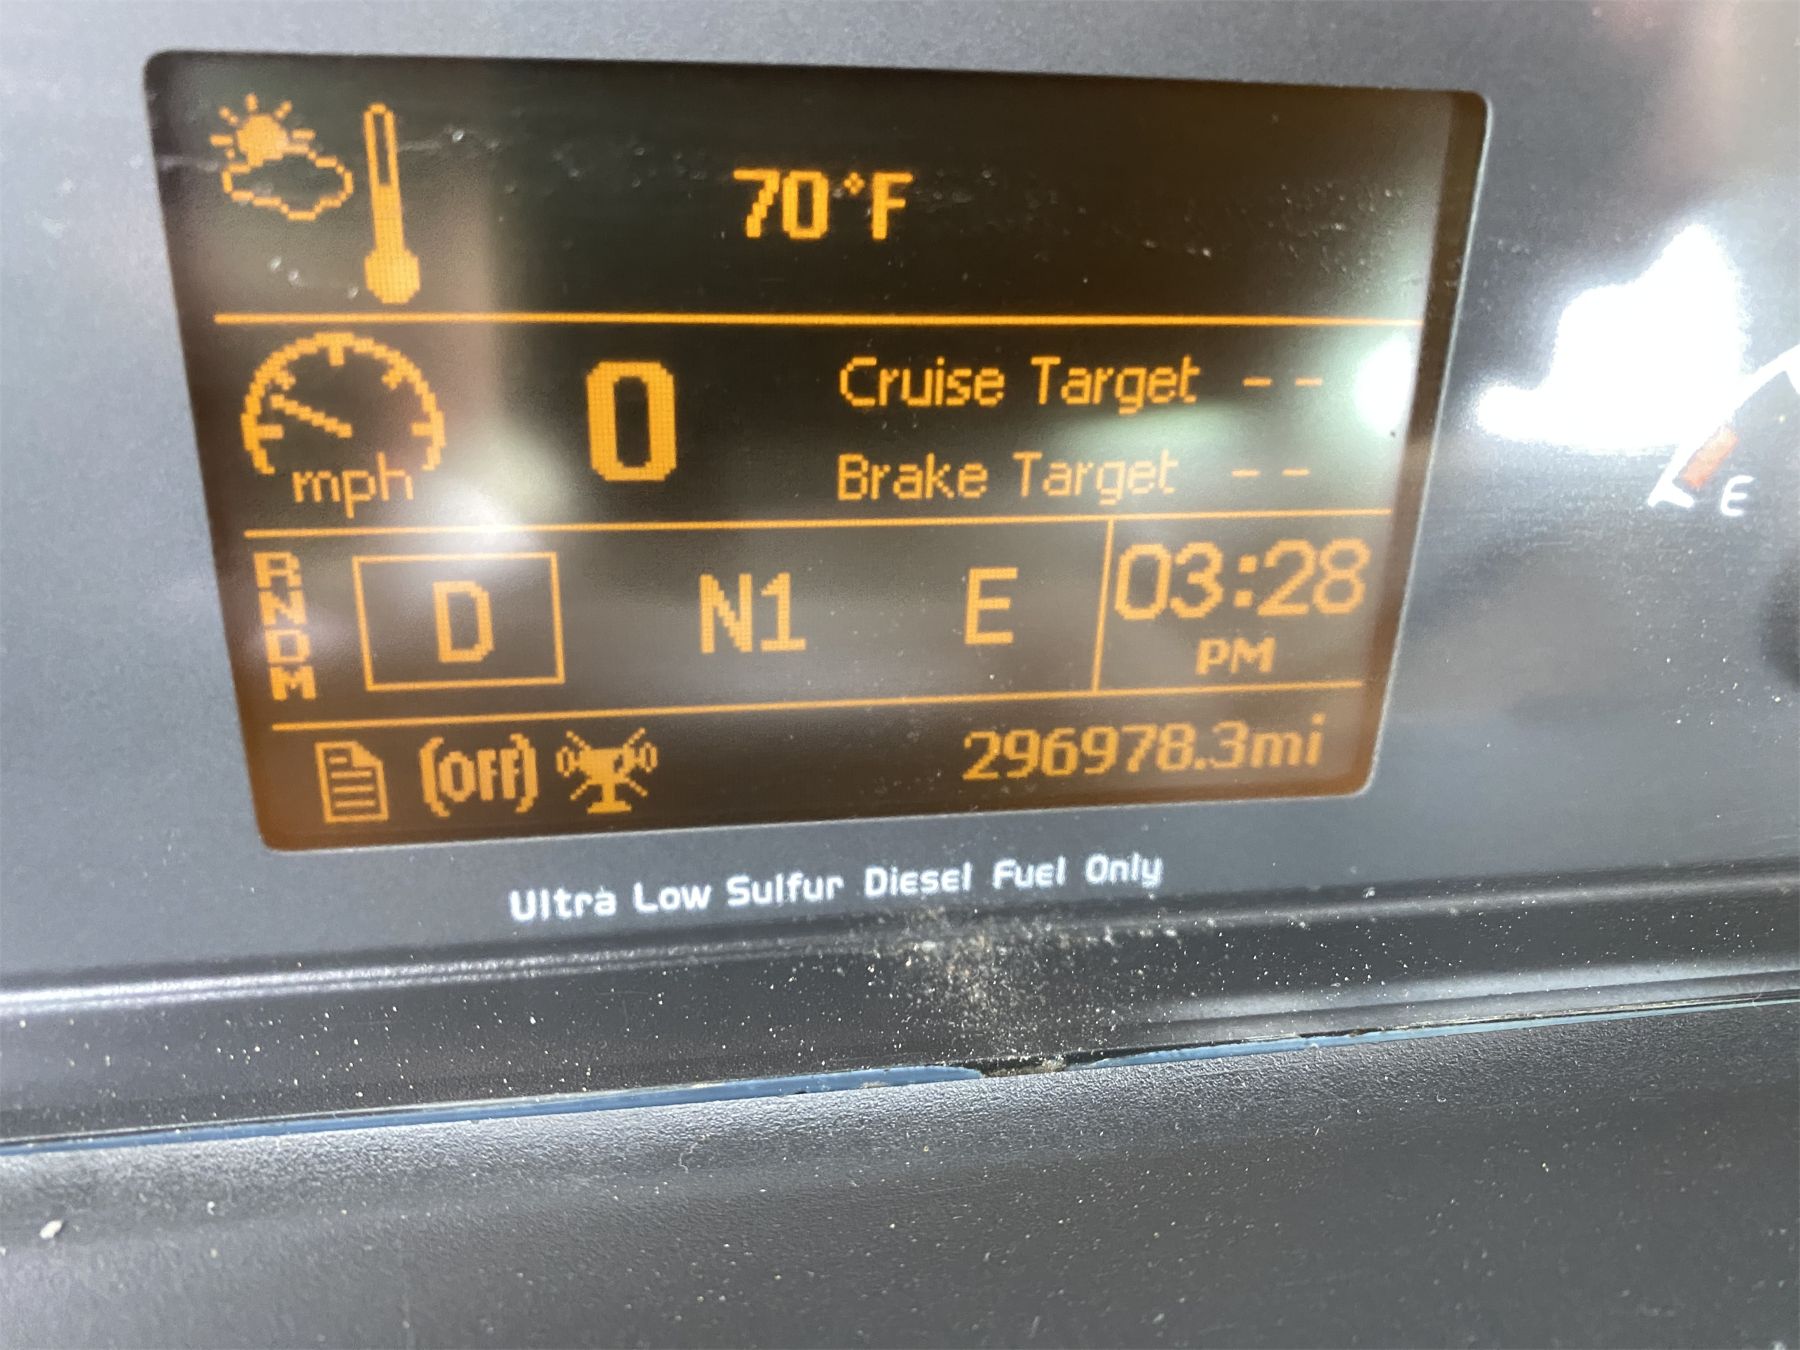 70°F
mph
0
Cruise Target --
Brake Target --
R
N
D
M
D
N1
E
03:28
PM
(OFF)
296978.3mi
E
Ultra Low Sulfur Diesel Fuel Only